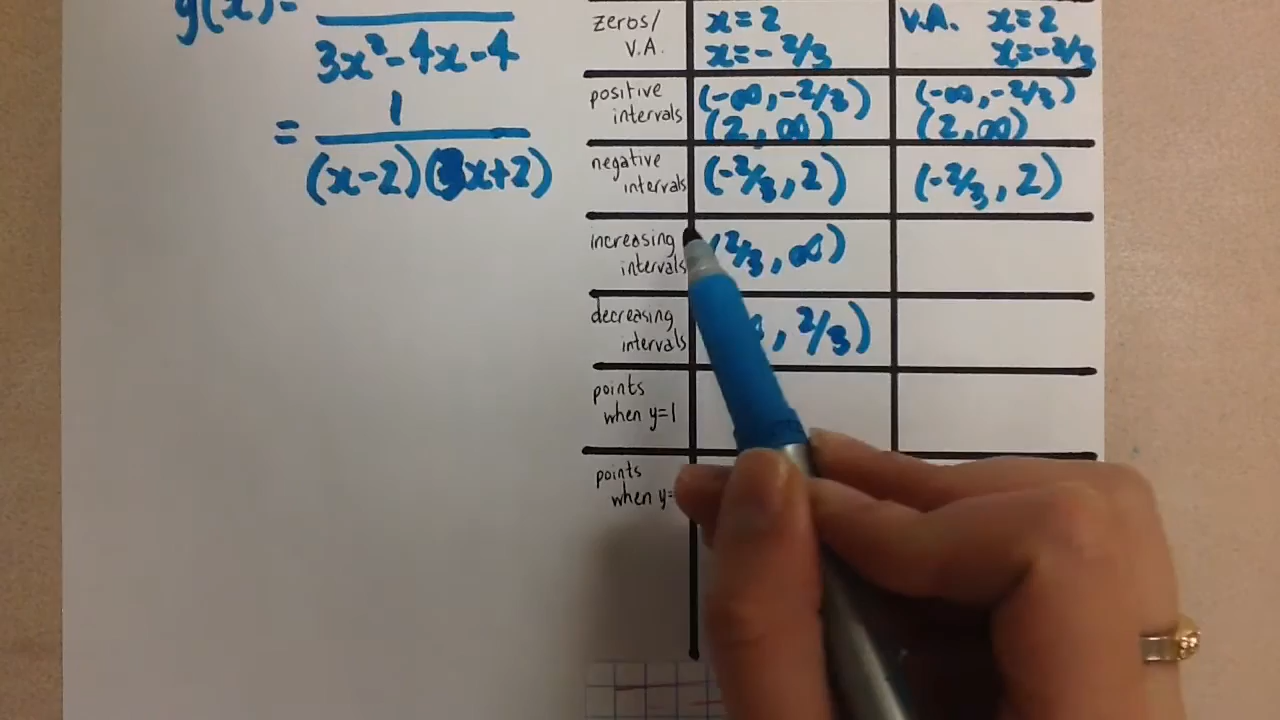 g(x)=
3x²-4x-4
1
=
(x-2)(3x+2)
zeros/
V.A.
x=2
x=-2/3
V.A. x=2
x=-2/3
positive
intervals
(-∞,-2/3)
(2,∞)
(-∞,-2/3)
(2,∞)
negative
intervals
(-2/3,2)
(-2/3,2)
increasing
intervals
(2/3,∞)
decreasing
intervals
, 2/3)
points
when y=1
points
when y=